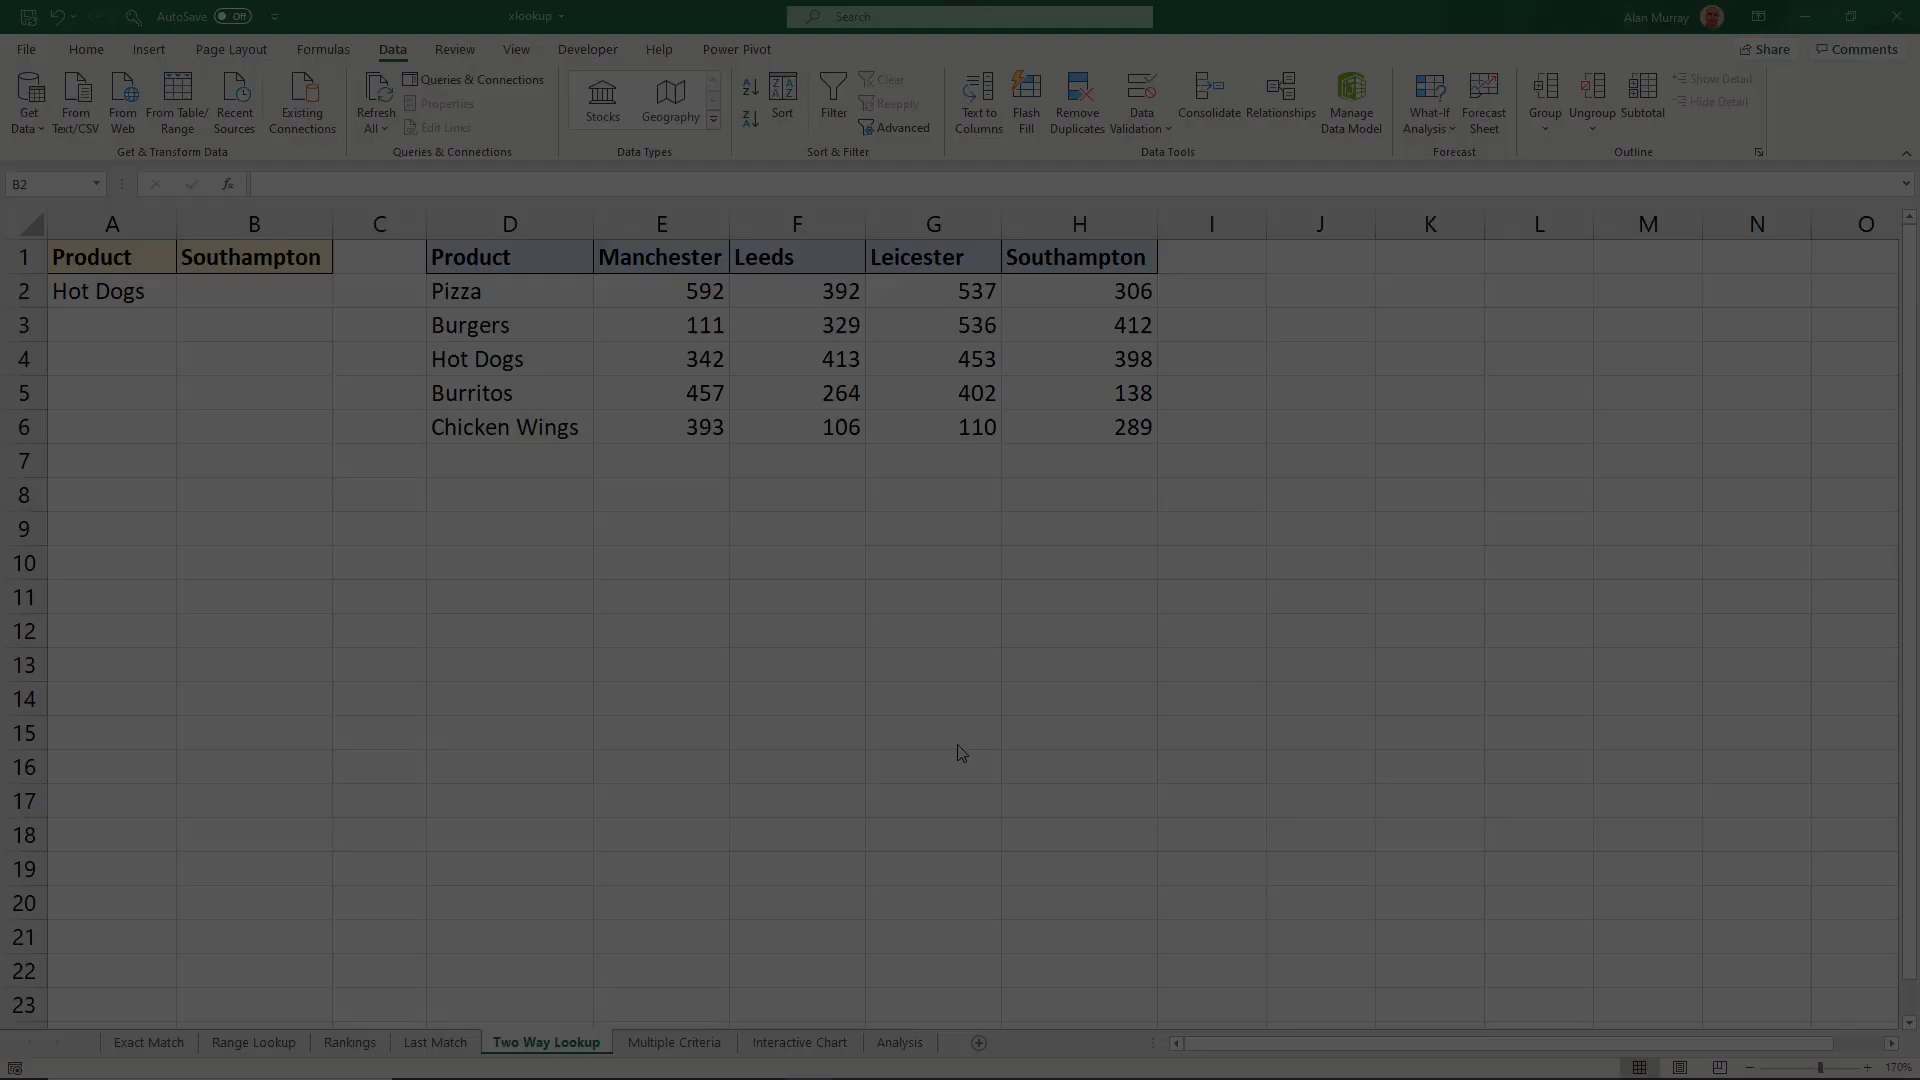 AutoSave Off xlookup Search Alan Murray
File Home Insert Page Layout Formulas Data Review View Developer Help Power Pivot Share Comments
Get Data From Text/CSV From Web From Table/Range Recent Sources Existing Connections
Get & Transform Data
Refresh All Queries & Connections Properties Edit Links
Queries & Connections
Stocks Geography
Data Types
Sort Filter Clear Reapply Advanced
Sort & Filter
Text to Columns Flash Fill Remove Duplicates Data Validation Consolidate Relationships Manage Data Model
Data Tools
What-If Analysis Forecast Sheet
Forecast
Group Ungroup Subtotal Show Detail Hide Detail
Outline
B2 fx
A B C D E F G H I J K L M N O
1 Product Southampton Product Manchester Leeds Leicester Southampton
2 Hot Dogs Pizza 592 392 537 306
3 Burgers 111 329 536 412
4 Hot Dogs 342 413 453 398
5 Burritos 457 264 402 138
6 Chicken Wings 393 106 110 289
7
8
9
10
11
12
13
14
15
16
17
18
19
20
21
22
23
Exact Match Range Lookup Rankings Last Match Two Way Lookup Multiple Criteria Interactive Chart Analysis
170%